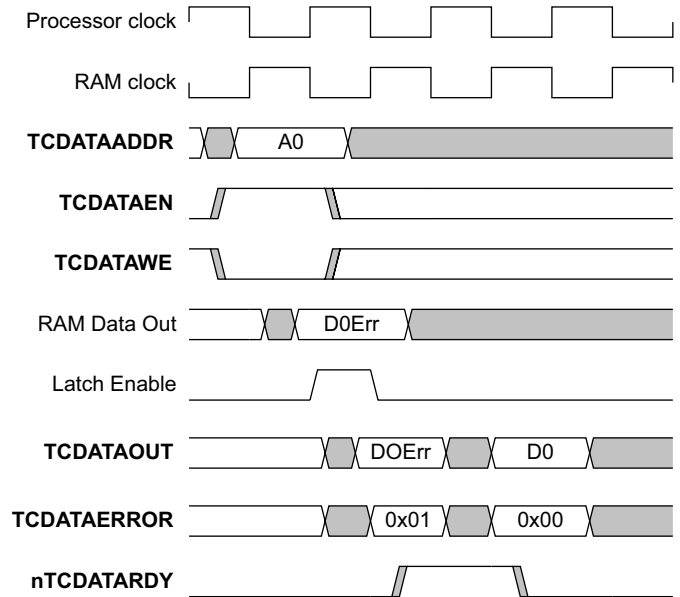 Processor clock
RAM clock
TCDATAADDR A0
TCDATAEN
TCDATAWE
RAM Data Out D0Err
Latch Enable
TCDATAOUT DOErr D0
TCDATAERROR 0x01 0x00
nTCDATARDY